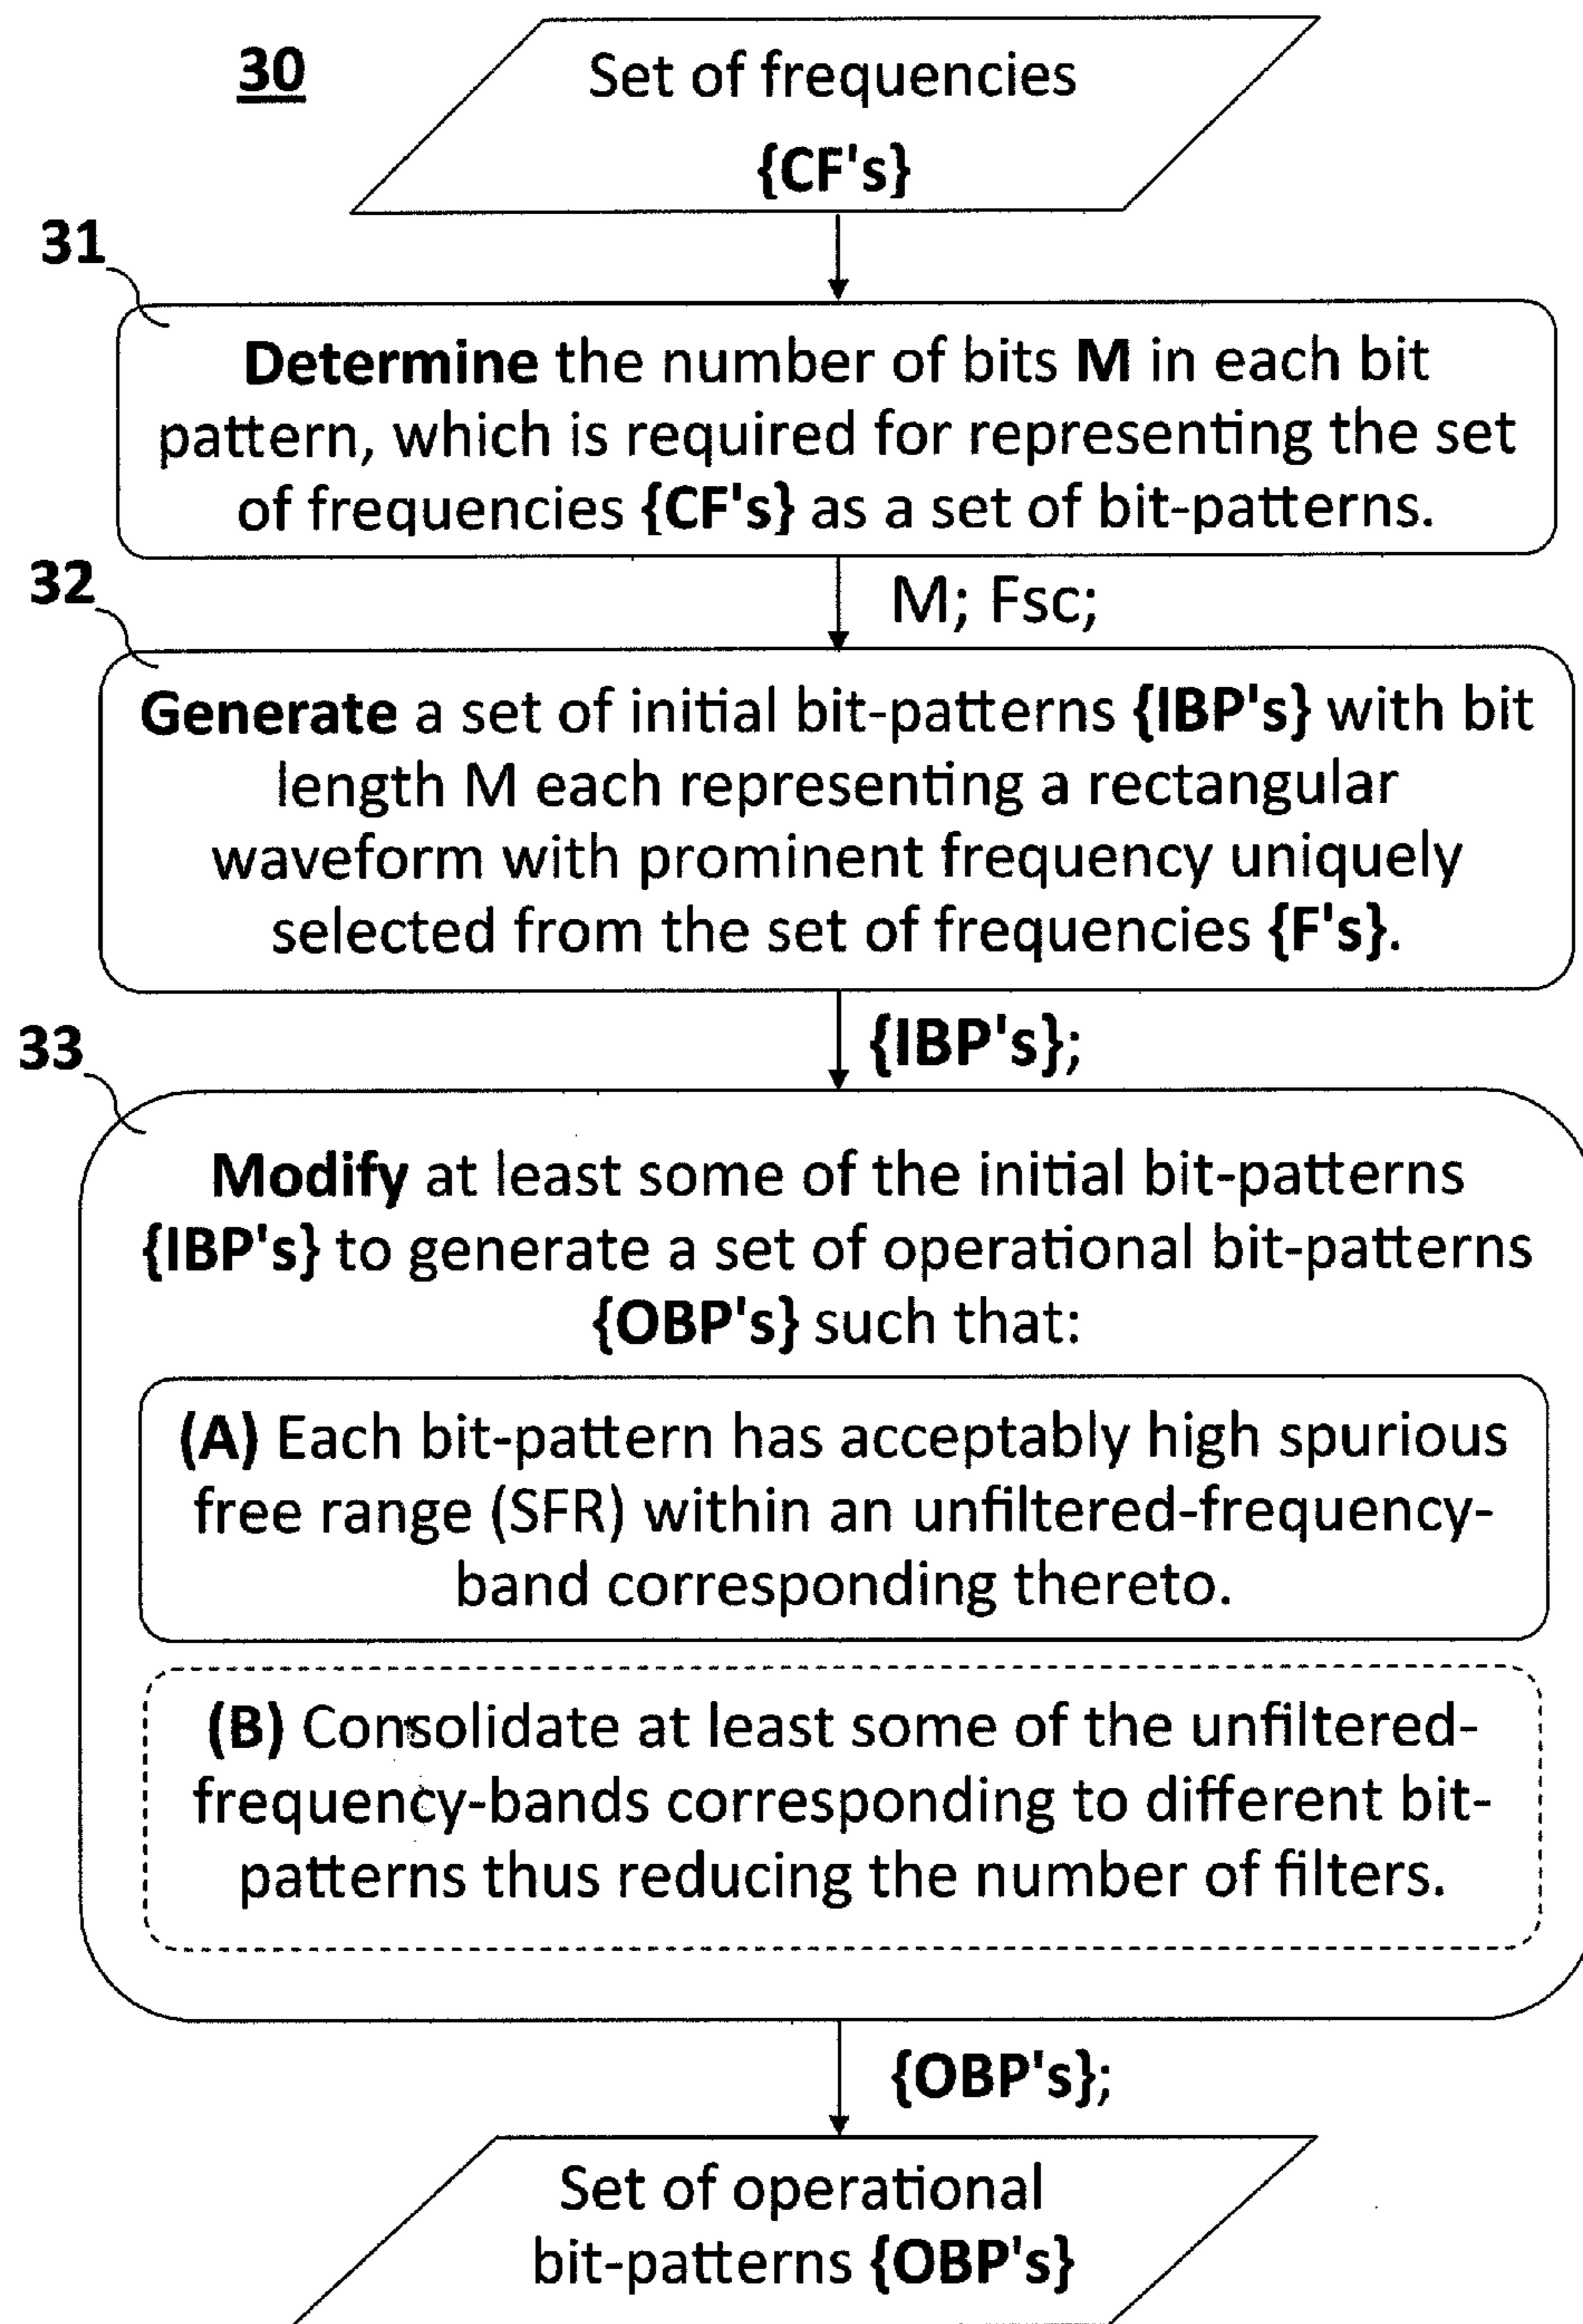 30
Set of frequencies
{CF's}
31
Determine the number of bits M in each bit
pattern, which is required for representing the set
of frequencies {CF's} as a set of bit-patterns.
M; Fsc;
32
Generate a set of initial bit-patterns {IBP's} with bit
length M each representing a rectangular
waveform with prominent frequency uniquely
selected from the set of frequencies {F's}.
{IBP's};
33
Modify at least some of the initial bit-patterns
{IBP's} to generate a set of operational bit-patterns
{OBP's} such that:
(A) Each bit-pattern has acceptably high spurious
free range (SFR) within an unfiltered-frequency-
band corresponding thereto.
(B) Consolidate at least some of the unfiltered-
frequency-bands corresponding to different bit-
patterns thus reducing the number of filters.
{OBP's};
Set of operational
bit-patterns {OBP's}